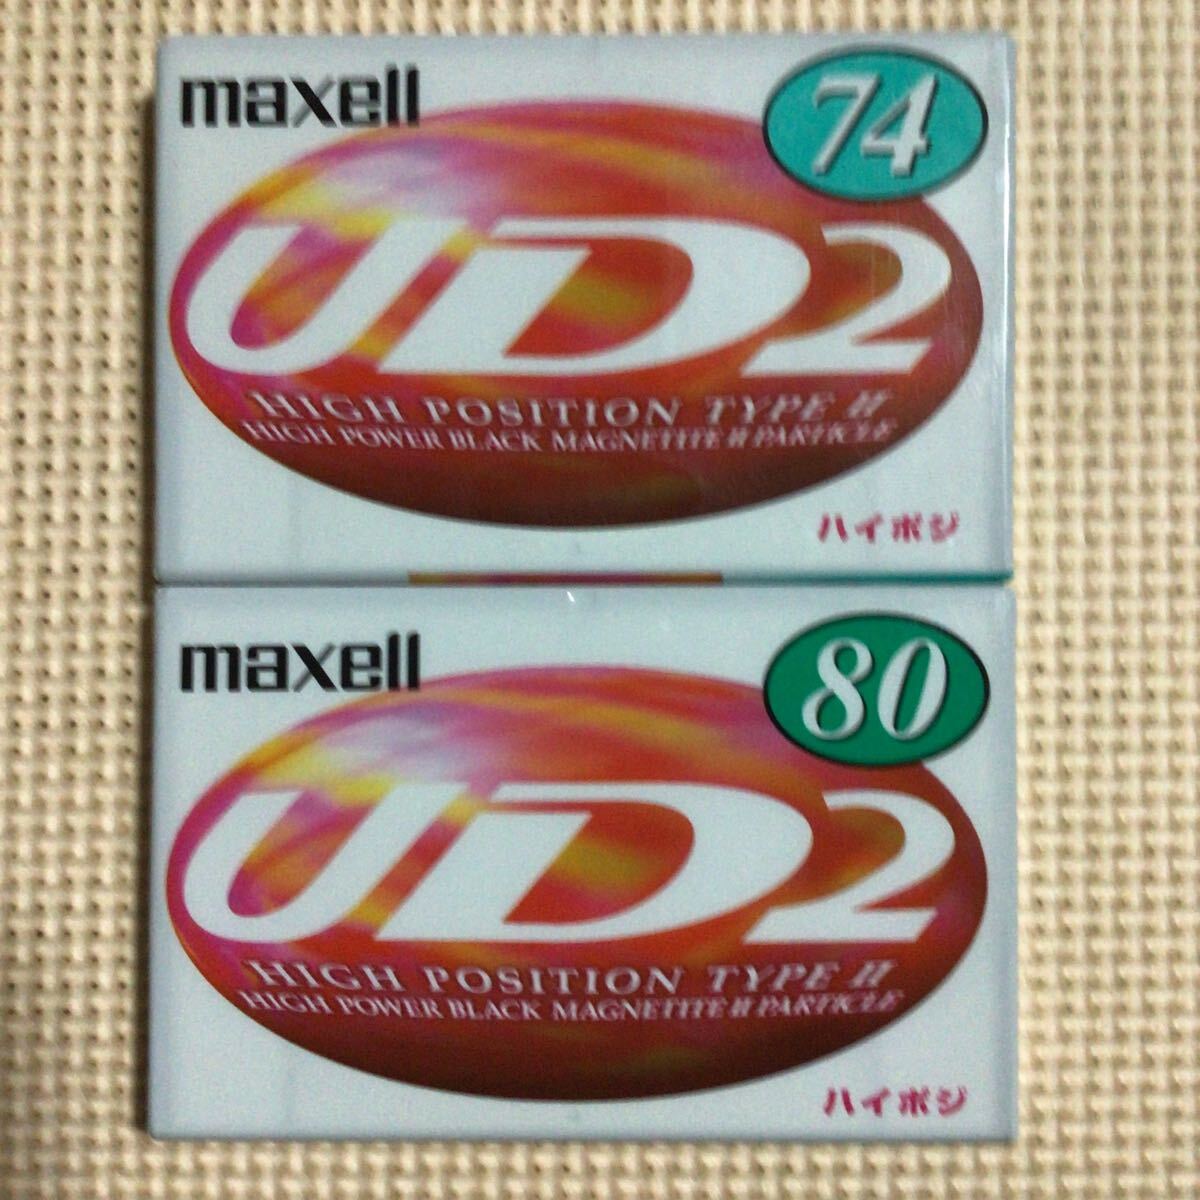 maxell
74
UD2
HIGH POSITION TYPE II
HIGH POWER BLACK MAGNETITE II PARTICLE
ハイポジ
maxell
80
UD2
HIGH POSITION TYPE II
HIGH POWER BLACK MAGNETITE II PARTICLE
ハイポジ